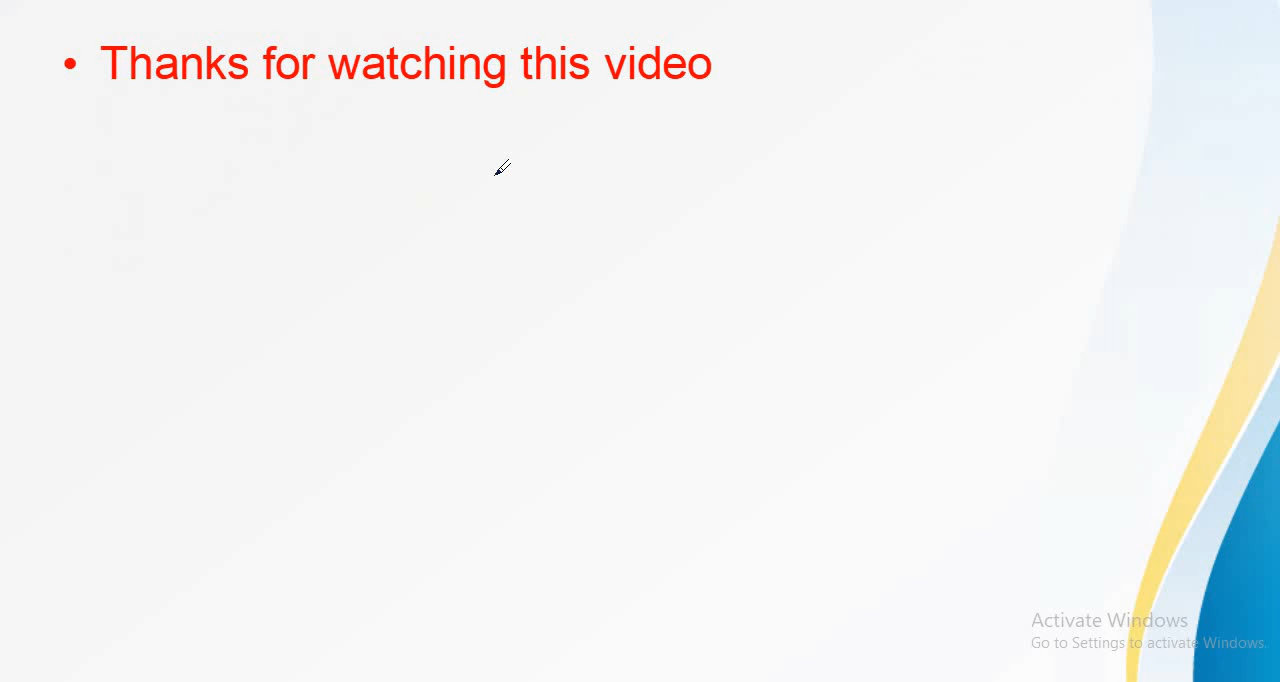 • Thanks for watching this video
Activate Windows
Go to Settings to activate Windows.